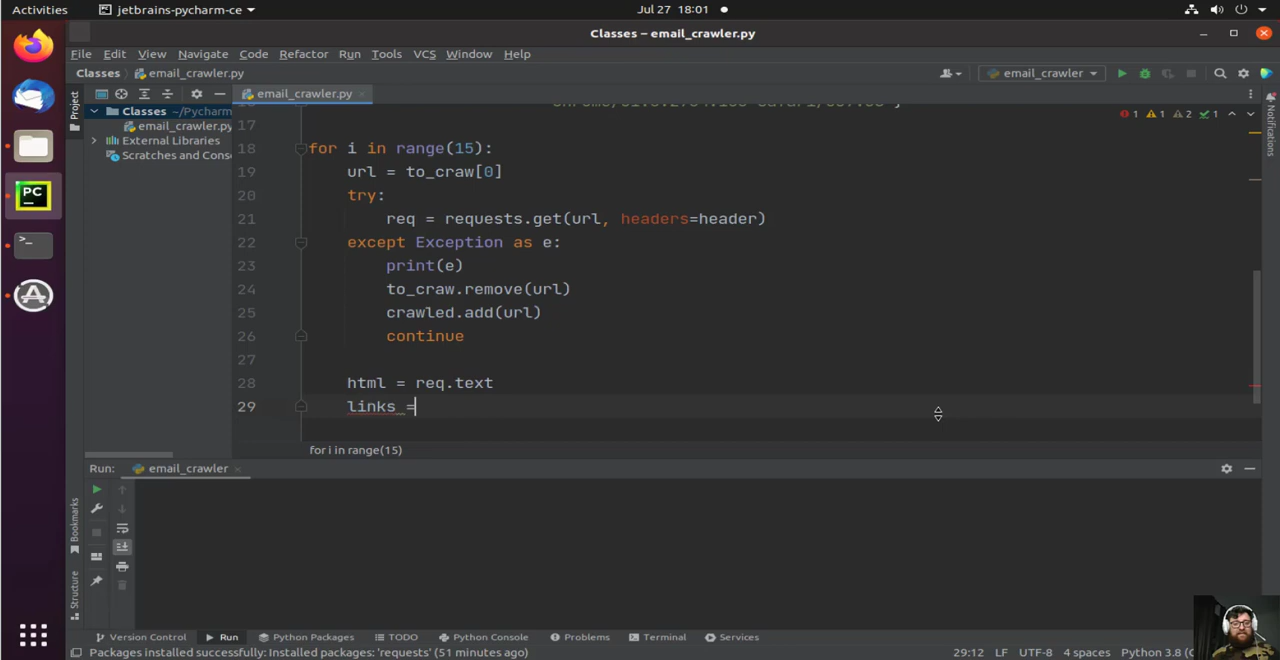 Activities jetbrains-pycharm-ce Jul 27 18:01
Classes – email_crawler.py
File Edit View Navigate Code Refactor Run Tools VCS Window Help
Classes email_crawler.py email_crawler
Project email_crawler.py
Classes ~/Pycharm
email_crawler.py
External Libraries
Scratches and Cons
Notifications
1 1 2 1
17
18 for i in range(15):
19 url = to_craw[0]
20 try:
21 req = requests.get(url, headers=header)
22 except Exception as e:
23 print(e)
24 to_craw.remove(url)
25 crawled.add(url)
26 continue
27
28 html = req.text
29 links =
for i in range(15)
Run: email_crawler
Bookmarks
Structure
Version Control Run Python Packages TODO Python Console Problems Terminal Services
Packages installed successfully: Installed packages: 'requests' (51 minutes ago) 29:12 LF UTF-8 4 spaces Python 3.8 (